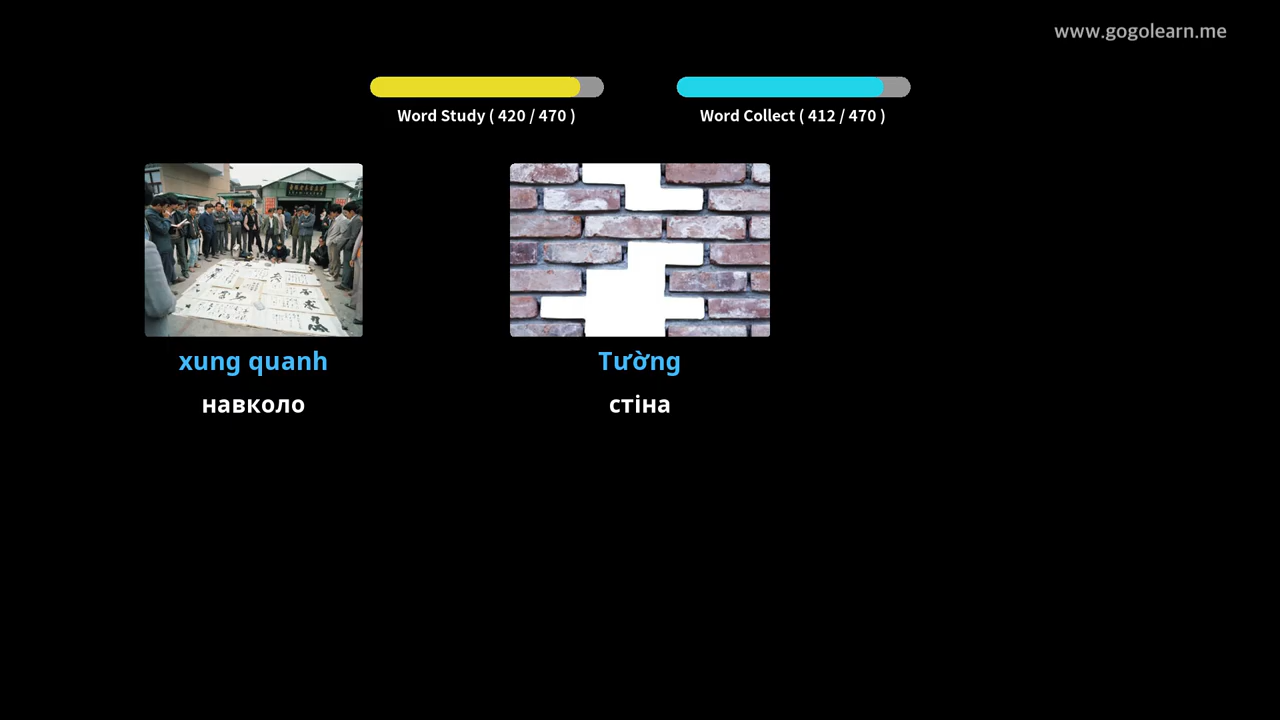 www.gogolearn.me
Word Study ( 420 / 470 )
Word Collect ( 412 / 470 )
xung quanh
навколо
Tường
стіна